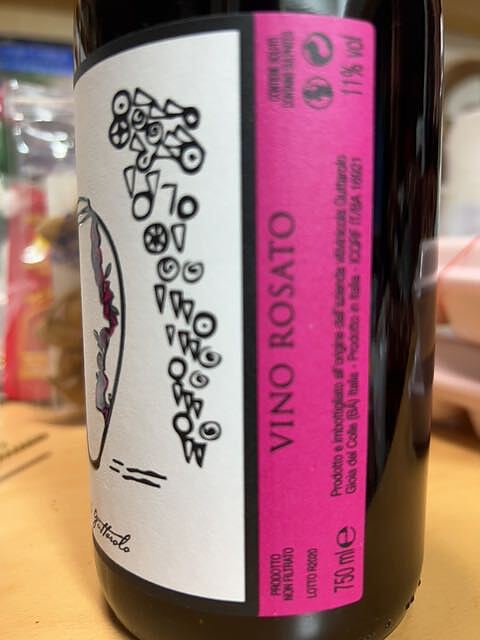 Guttarolo
VINO ROSATO
Prodotto e imbottigliato all'origine dall'azienda vitivinicola Guttarolo
Gioia del Colle (BA) Italia - Prodotto in Italia - ICQRF IT/BA 16921
PRODOTTO
NON FILTRATO
LOTTO R2020
750 ml e
CONTIENE SOLFITI
CONTAINS SULPHITES
11% vol